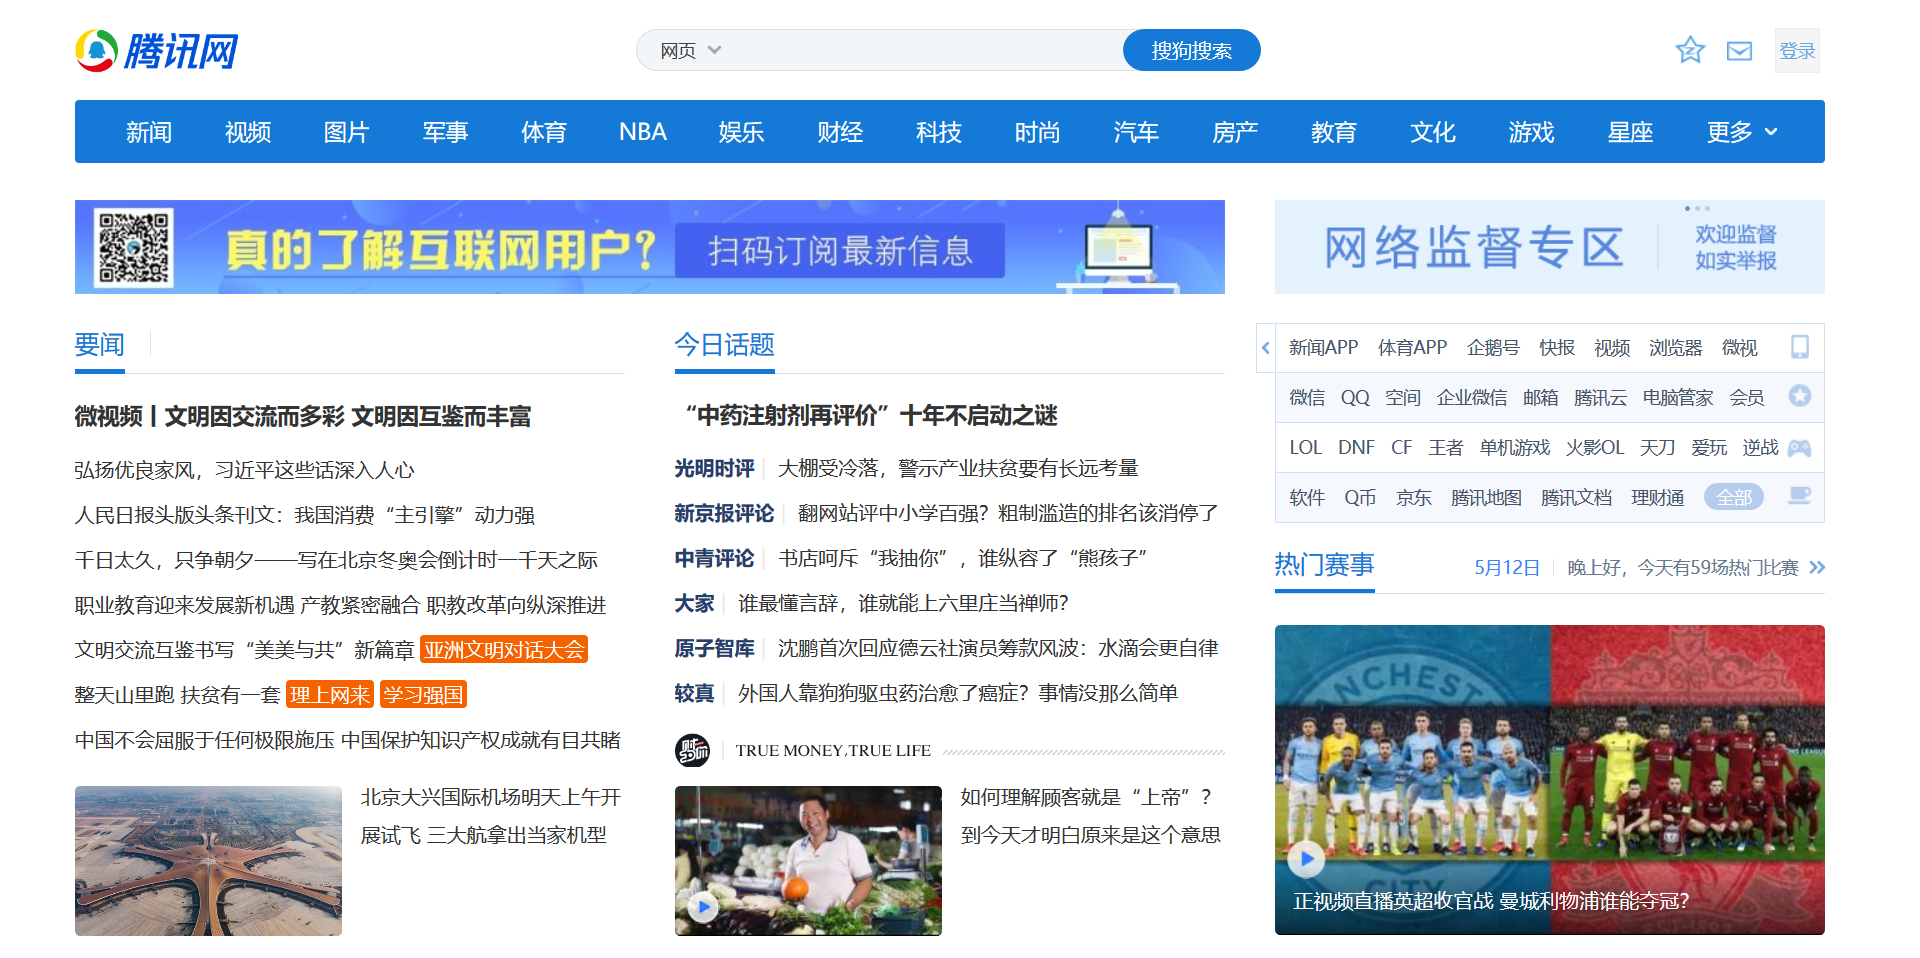 腾讯网
网页
搜狗搜索
登录
新闻 视频 图片 军事 体育 NBA 娱乐 财经 科技 时尚 汽车 房产 教育 文化 游戏 星座 更多
真的了解互联网用户? 扫码订阅最新信息
网络监督专区
欢迎监督
如实举报
要闻
微视频丨文明因交流而多彩 文明因互鉴而丰富
弘扬优良家风，习近平这些话深入人心
人民日报头版头条刊文：我国消费“主引擎”动力强
千日太久，只争朝夕——写在北京冬奥会倒计时一千天之际
职业教育迎来发展新机遇 产教紧密融合 职教改革向纵深推进
文明交流互鉴书写“美美与共”新篇章 亚洲文明对话大会
整天山里跑 扶贫有一套 理上网来 学习强国
中国不会屈服于任何极限施压 中国保护知识产权成就有目共睹
北京大兴国际机场明天上午开
展试飞 三大航拿出当家机型
今日话题
“中药注射剂再评价”十年不启动之谜
光明时评 大棚受冷落，警示产业扶贫要有长远考量
新京报评论 翻网站评中小学百强？粗制滥造的排名该消停了
中青评论 书店呵斥“我抽你”，谁纵容了“熊孩子”
大家 谁最懂言辞，谁就能上六里庄当禅师？
原子智库 沈鹏首次回应德云社演员筹款风波：水滴会更自律
较真 外国人靠狗狗驱虫药治愈了癌症？事情没那么简单
TRUE MONEY,TRUE LIFE
如何理解顾客就是“上帝”？
到今天才明白原来是这个意思
新闻APP 体育APP 企鹅号 快报 视频 浏览器 微视
微信 QQ 空间 企业微信 邮箱 腾讯云 电脑管家 会员
LOL DNF CF 王者 单机游戏 火影OL 天刀 爱玩 逆战
软件 Q币 京东 腾讯地图 腾讯文档 理财通 全部
热门赛事
5月12日 晚上好，今天有59场热门比赛
正视频直播英超收官战 曼城利物浦谁能夺冠？